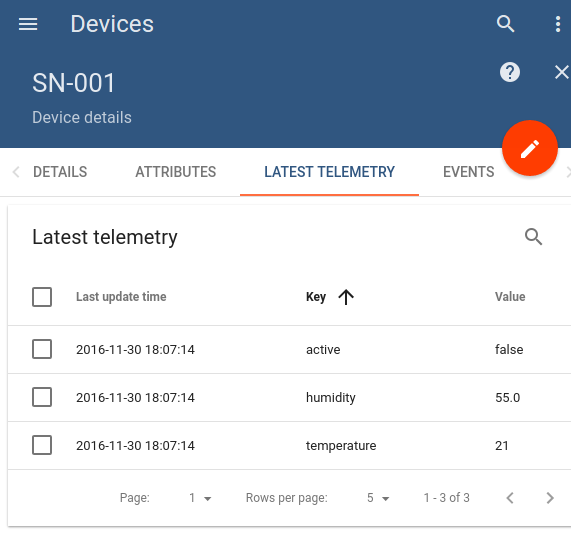 Devices
SN-001
Device details
DETAILS ATTRIBUTES LATEST TELEMETRY EVENTS
Latest telemetry
Last update time Key Value
2016-11-30 18:07:14 active false
2016-11-30 18:07:14 humidity 55.0
2016-11-30 18:07:14 temperature 21
Page: 1 Rows per page: 5 1 - 3 of 3